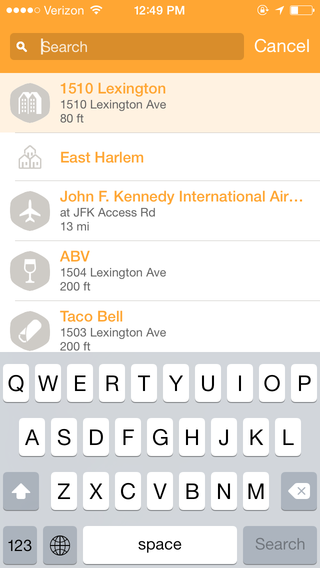 Verizon 12:49 PM
Search Cancel
1510 Lexington
1510 Lexington Ave
80 ft
East Harlem
John F. Kennedy International Air…
at JFK Access Rd
13 mi
ABV
1504 Lexington Ave
200 ft
Taco Bell
1503 Lexington Ave
200 ft
Q W E R T Y U I O P
A S D F G H J K L
Z X C V B N M
123 space Search